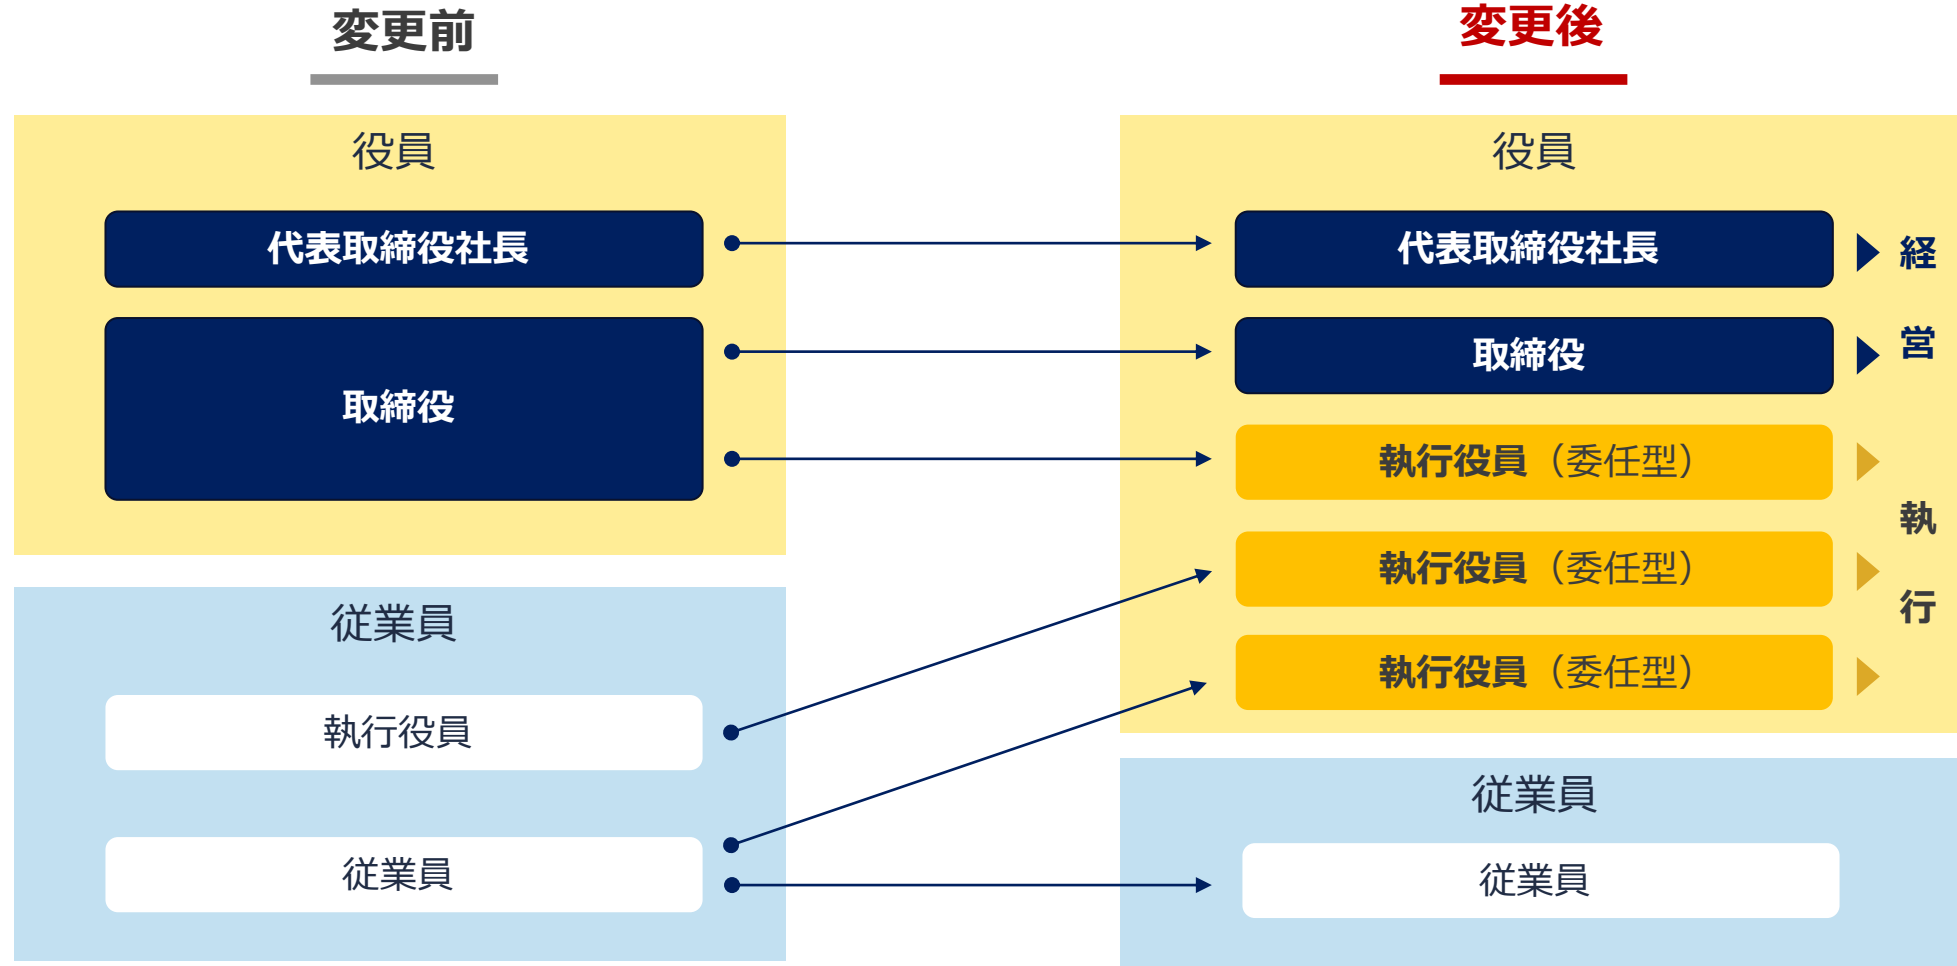 変更前
役員
代表取締役社長
取締役
従業員
執行役員
従業員
変更後
役員
代表取締役社長
取締役
執行役員（委任型）
執行役員（委任型）
執行役員（委任型）
経営
執行
従業員
従業員